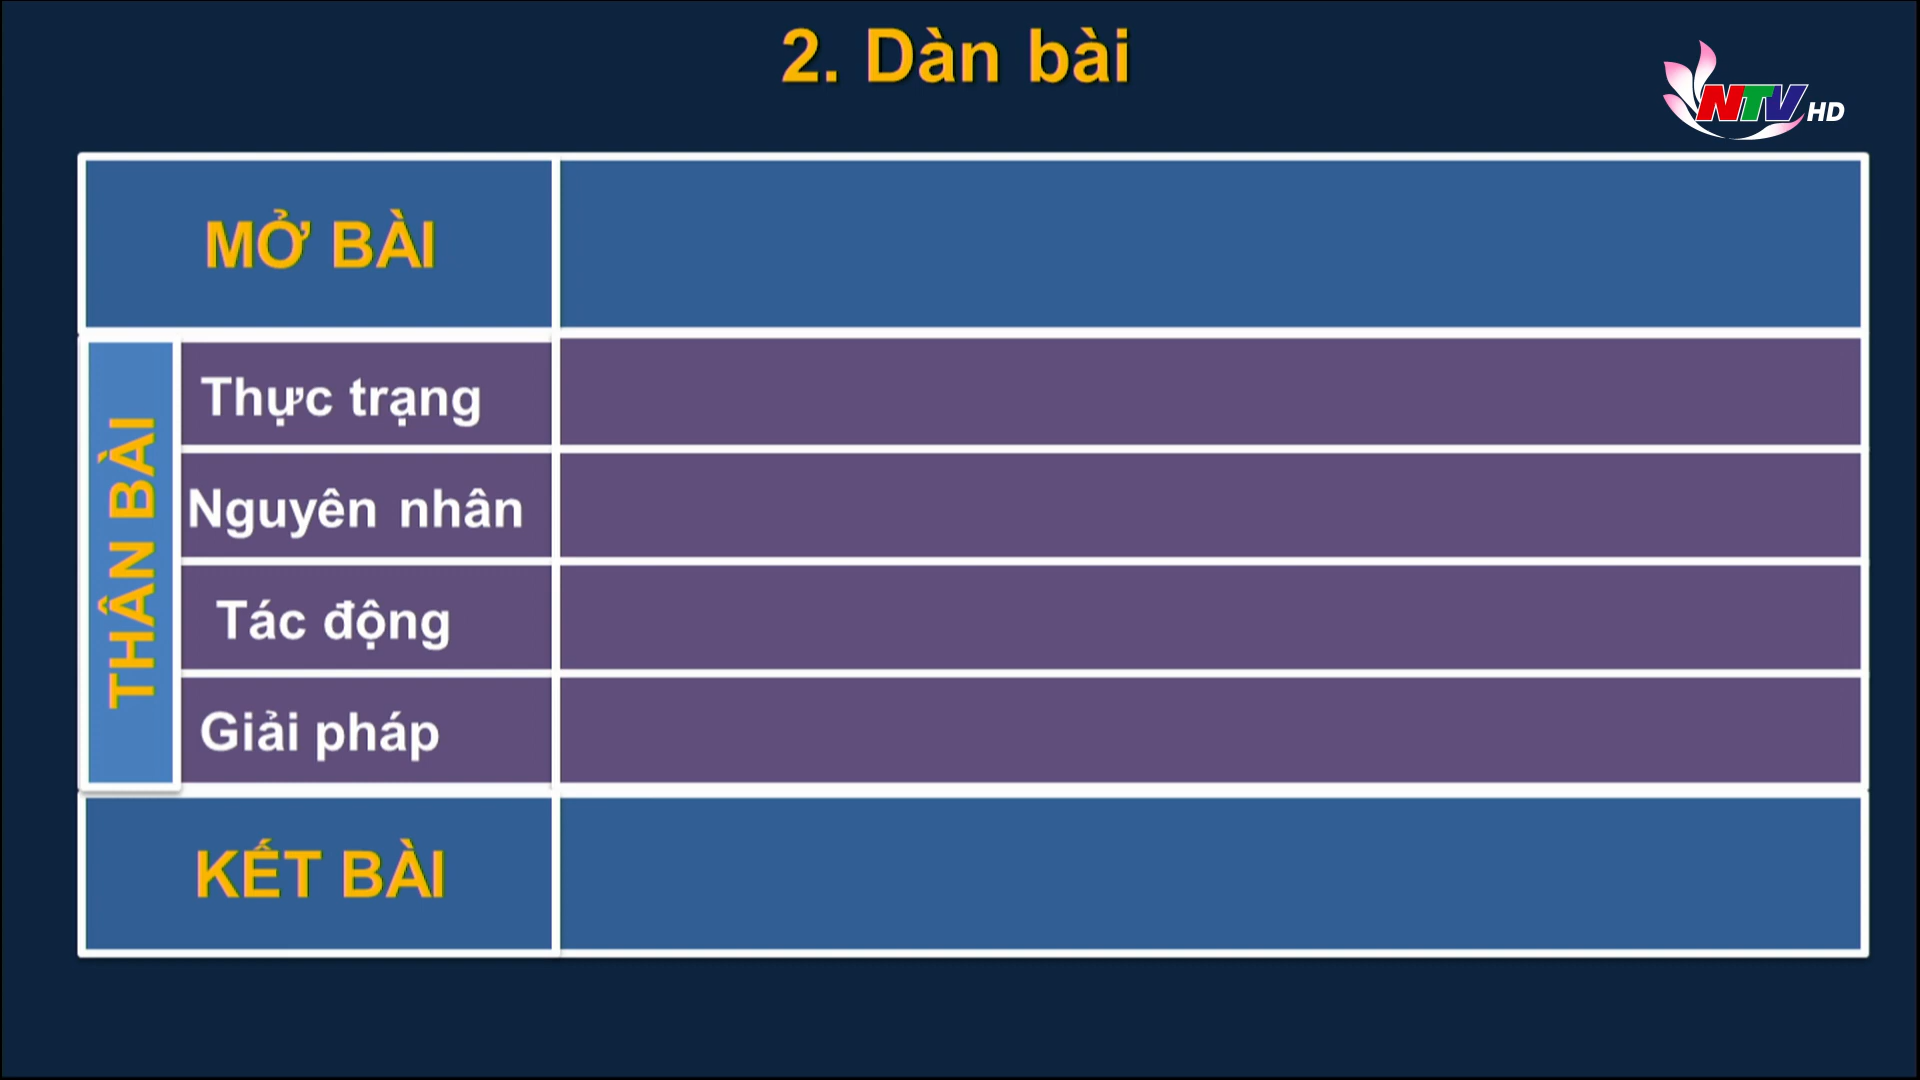 2. Dàn bài
NTV HD
MỞ BÀI
THÂN BÀI
Thực trạng
Nguyên nhân
Tác động
Giải pháp
KẾT BÀI